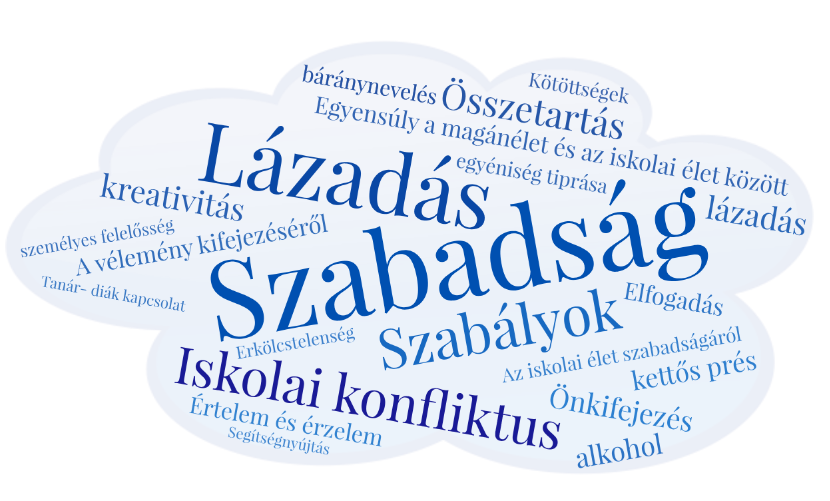 báránynevelés
Összetartás
Kötöttségek
Egyensúly a magánélet és az iskolai élet között
Lázadás
egyéniség tiprása
kreativitás
lázadás
Szabadság
személyes felelősség
A vélemény kifejezéséről
Tanár- diák kapcsolat
Elfogadás
Szabályok
Erkölcstelenség
Az iskolai élet szabadságáról
Iskolai konfliktus
kettős prés
Önkifejezés
Értelem és érzelem
Segítségnyújtás
alkohol